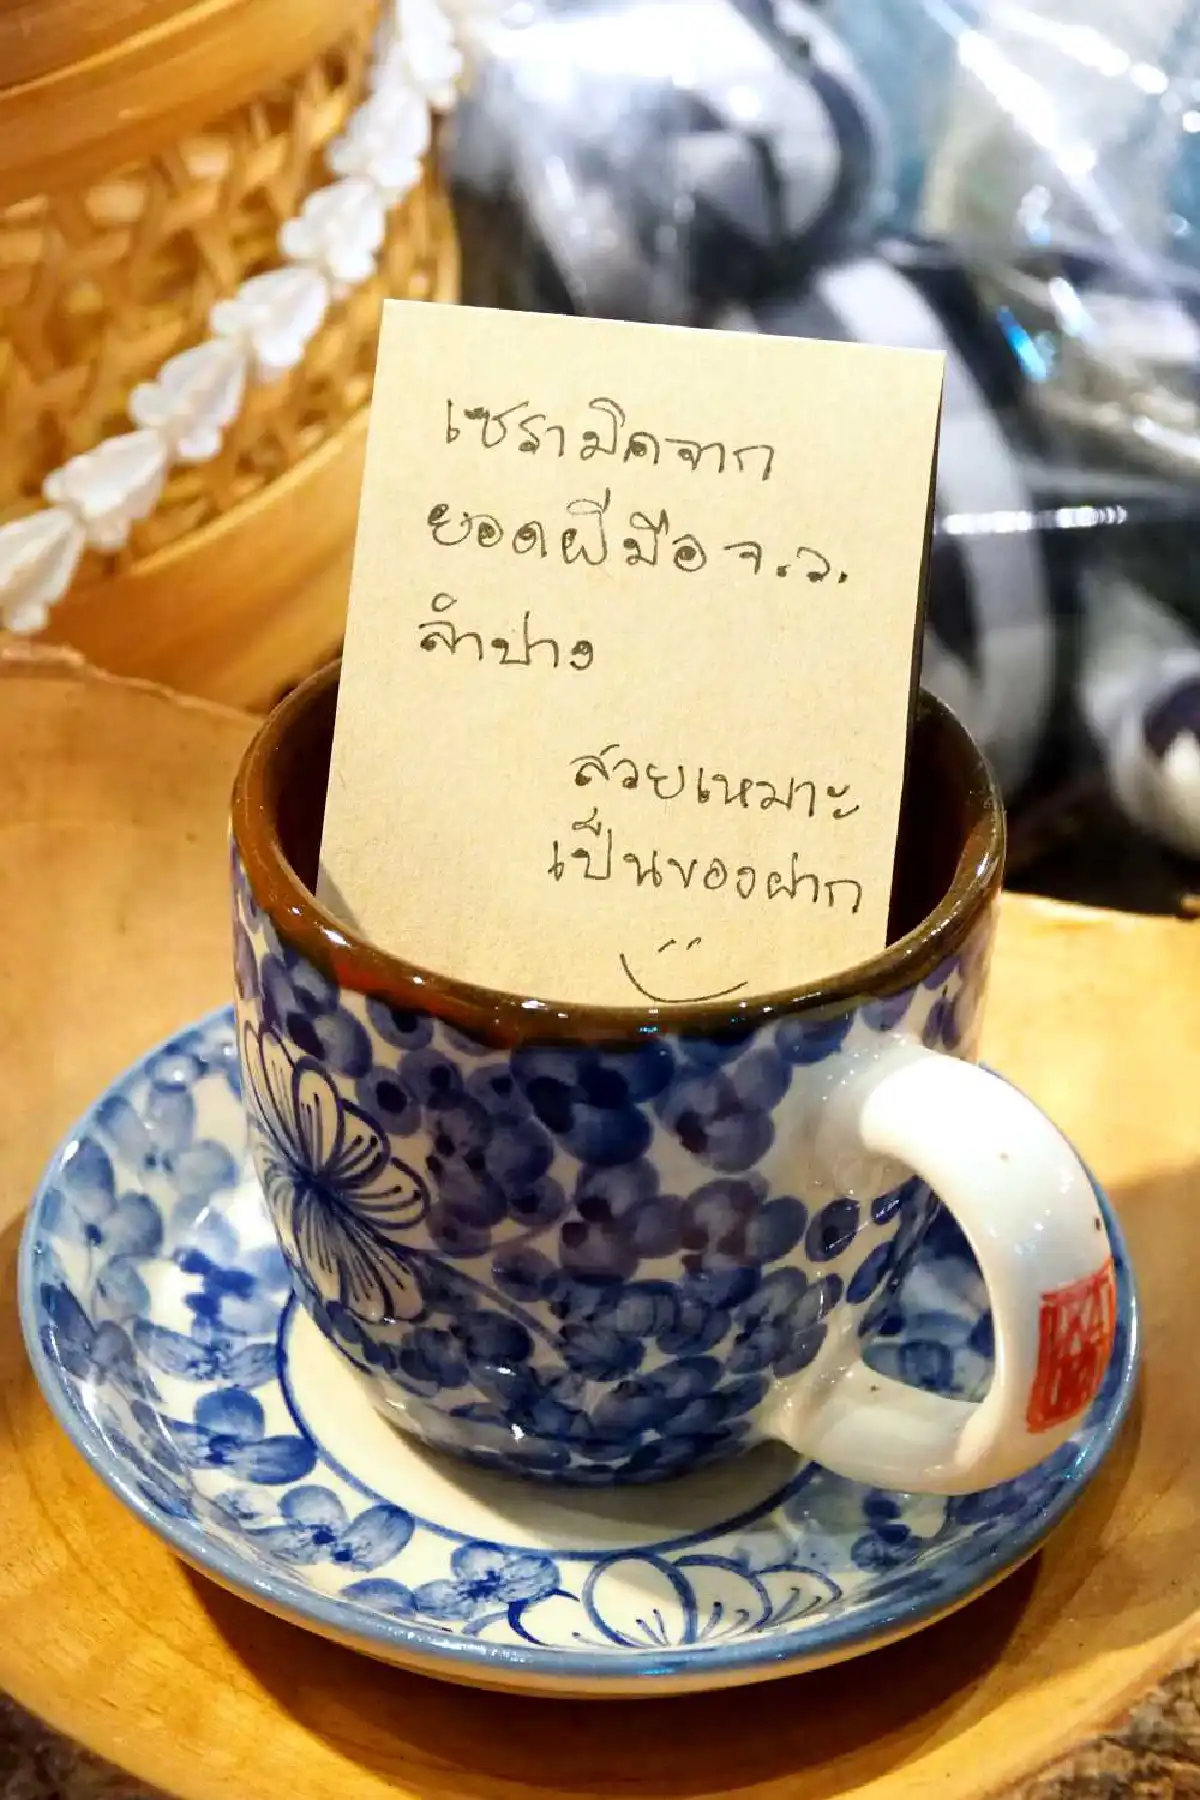 เซรามิคจาก
ยอดฝีมือ จ.ว.
ลำปาง
สวยเหมาะ
เป็นของฝาก